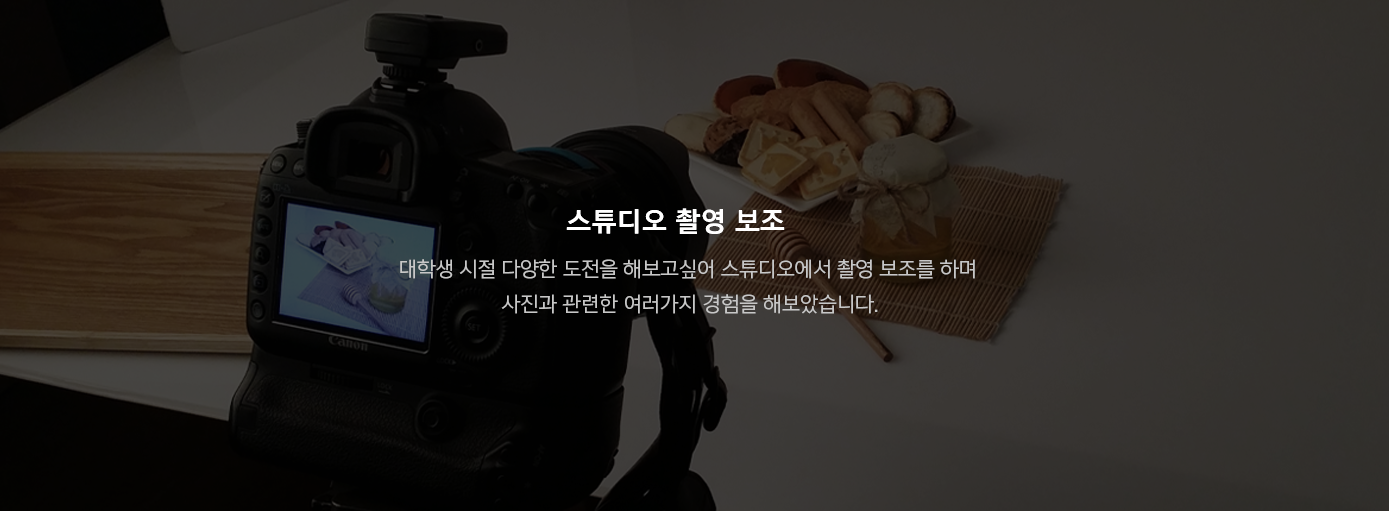 스튜디오 촬영 보조
대학생 시절 다양한 도전을 해보고싶어 스튜디오에서 촬영 보조를 하며
사진과 관련한 여러가지 경험을 해보았습니다.
Canon
SET